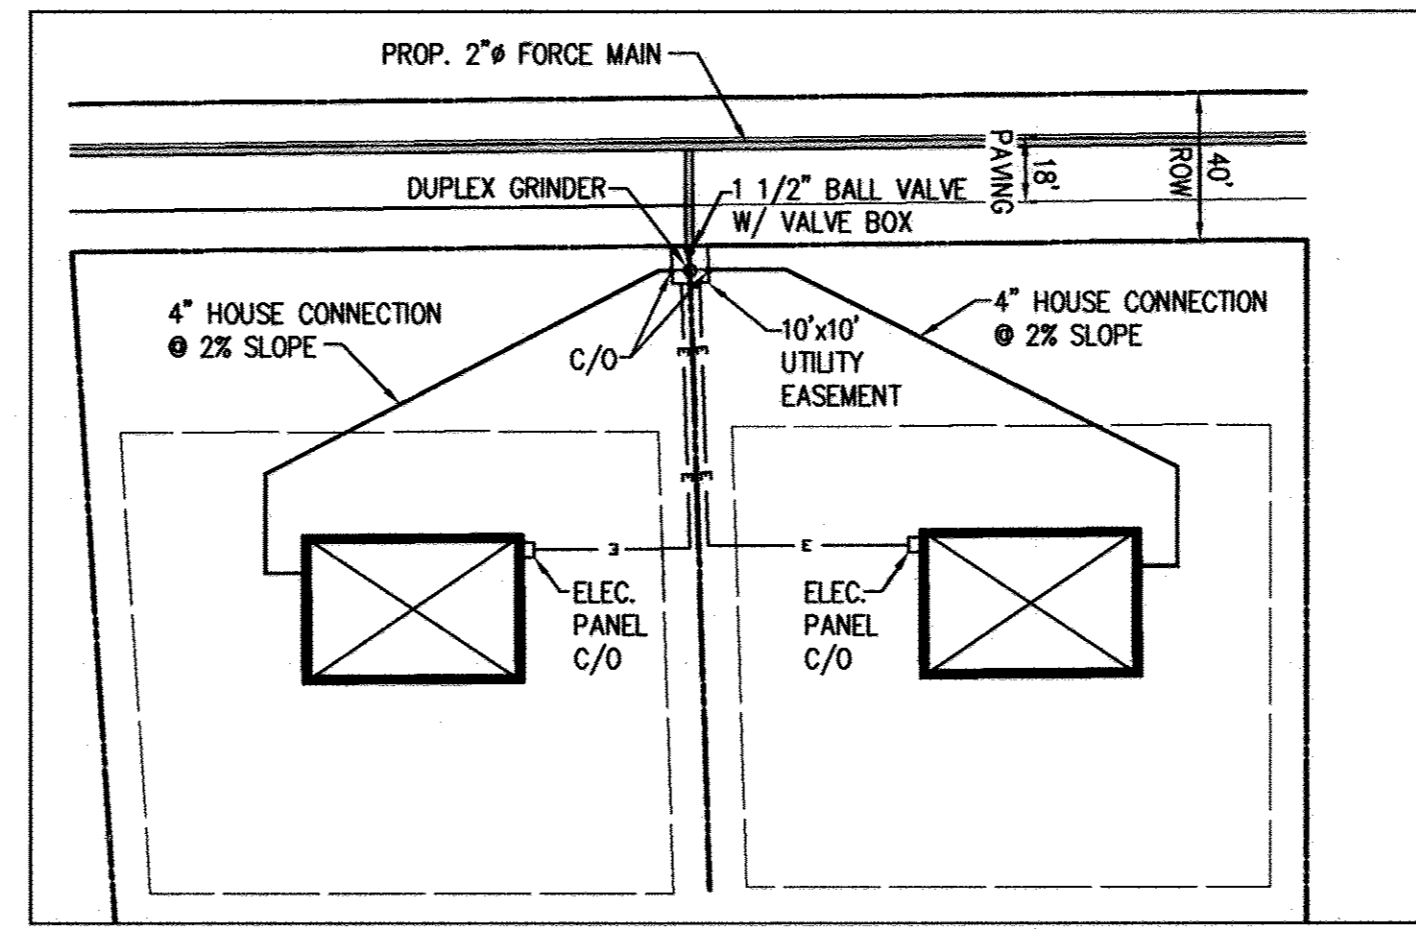 PROP. 2"ø FORCE MAIN
PAVING
18'
ROW
40'
DUPLEX GRINDER
1 1/2" BALL VALVE
W/ VALVE BOX
4" HOUSE CONNECTION
@ 2% SLOPE
C/O
10'x10'
UTILITY
EASEMENT
4" HOUSE CONNECTION
@ 2% SLOPE
E
E
E
E
E
E
ELEC.
PANEL
C/O
ELEC.
PANEL
C/O